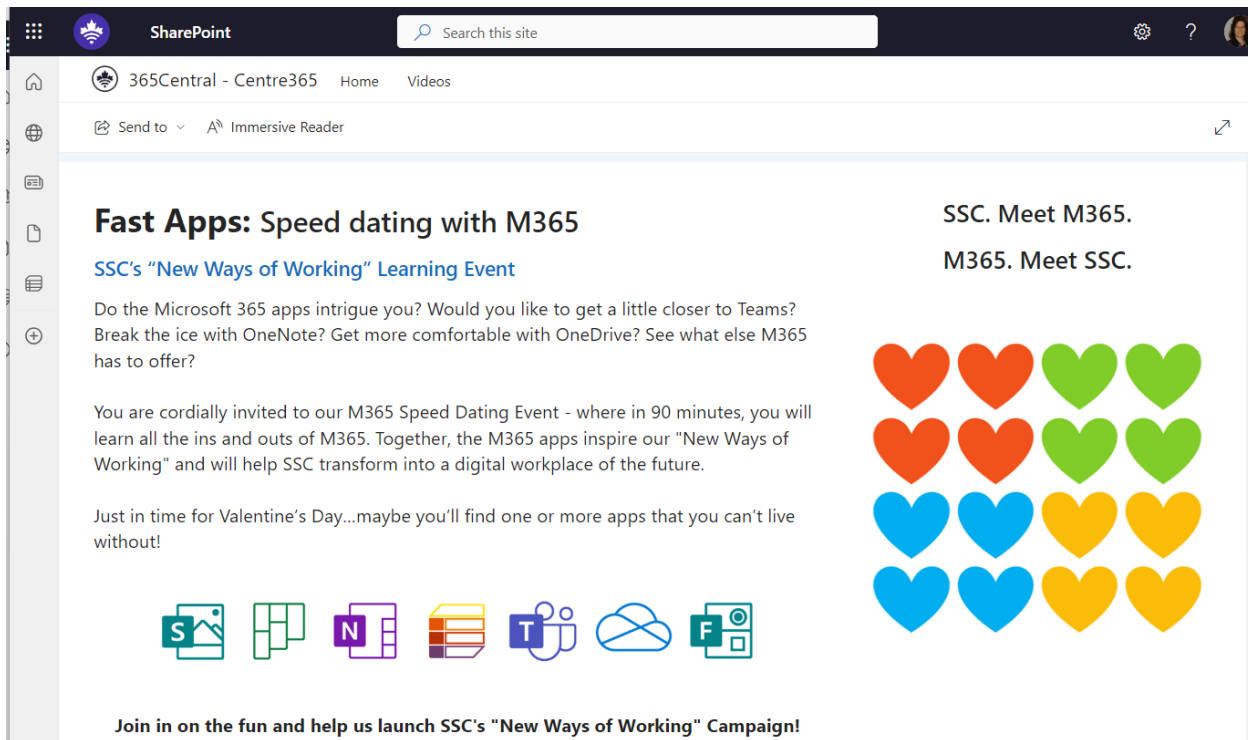 SharePoint
Search this site
?
365Central - Centre365 Home Videos
Send to A Immersive Reader
Fast Apps: Speed dating with M365
SSC's “New Ways of Working” Learning Event
Do the Microsoft 365 apps intrigue you? Would you like to get a little closer to Teams?
Break the ice with OneNote? Get more comfortable with OneDrive? See what else M365
has to offer?
You are cordially invited to our M365 Speed Dating Event - where in 90 minutes, you will
learn all the ins and outs of M365. Together, the M365 apps inspire our "New Ways of
Working" and will help SSC transform into a digital workplace of the future.
Just in time for Valentine's Day...maybe you'll find one or more apps that you can't live
without!
S N T F
Join in on the fun and help us launch SSC's "New Ways of Working" Campaign!
SSC. Meet M365.
M365. Meet SSC.